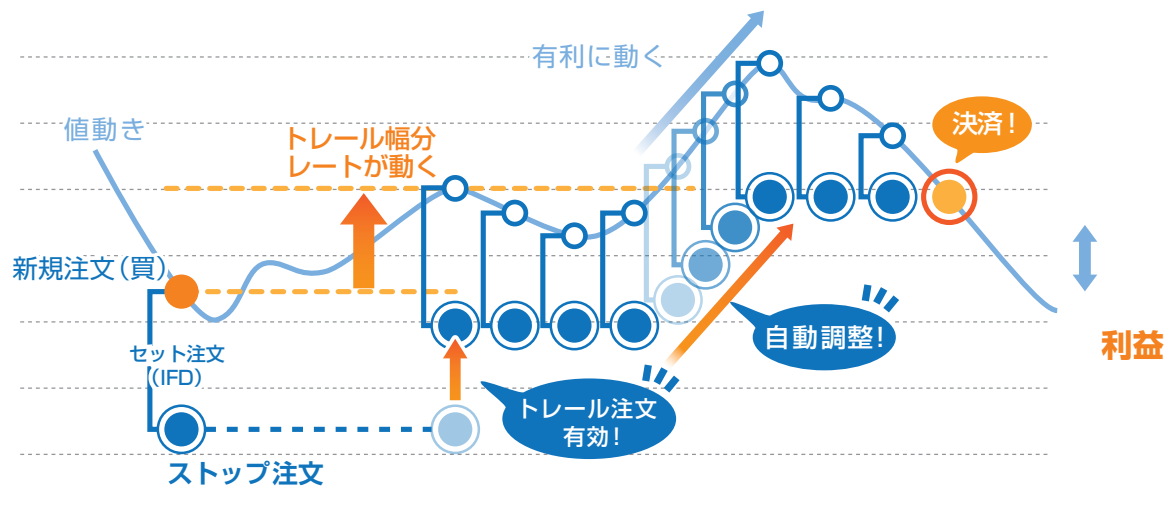 有利に動く
値動き
トレール幅分
レートが動く
決済！
新規注文（買）
自動調整！
利益
セット注文
（IFD）
トレール注文
有効！
ストップ注文